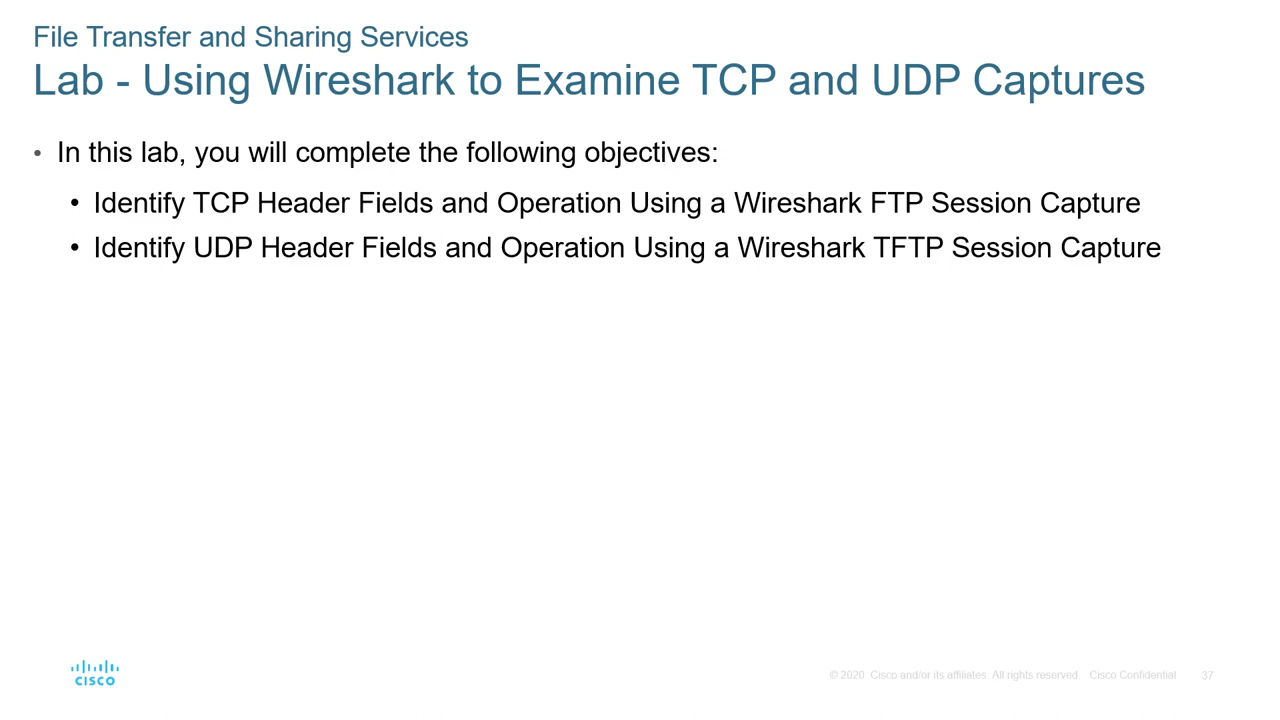 File Transfer and Sharing Services
Lab - Using Wireshark to Examine TCP and UDP Captures
• In this lab, you will complete the following objectives:
• Identify TCP Header Fields and Operation Using a Wireshark FTP Session Capture
• Identify UDP Header Fields and Operation Using a Wireshark TFTP Session Capture
CISCO
© 2020 Cisco and/or its affiliates. All rights reserved. Cisco Confidential 37